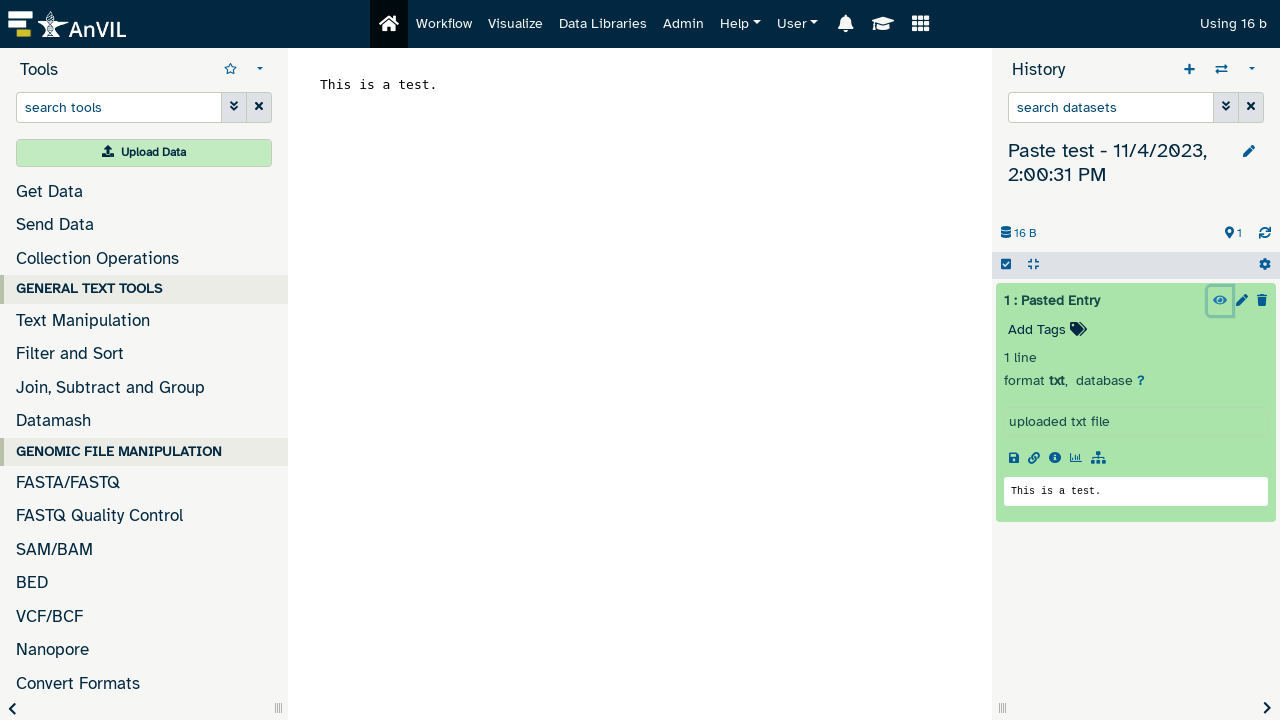 AnVIL
Workflow Visualize Data Libraries Admin Help User
Using 16 b
Tools
search tools
Upload Data
Get Data
Send Data
Collection Operations
GENERAL TEXT TOOLS
Text Manipulation
Filter and Sort
Join, Subtract and Group
Datamash
GENOMIC FILE MANIPULATION
FASTA/FASTQ
FASTQ Quality Control
SAM/BAM
BED
VCF/BCF
Nanopore
Convert Formats
This is a test.
History
search datasets
Paste test - 11/4/2023,
2:00:31 PM
16 B
1
1 : Pasted Entry
Add Tags
1 line
format txt, database ?
uploaded txt file
This is a test.